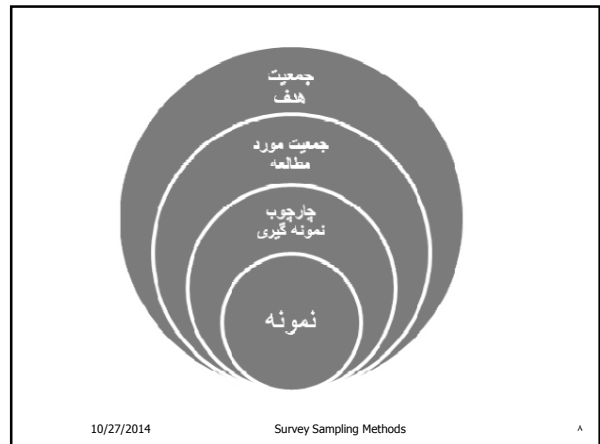 جمعیت
هدف
جمعیت مورد
مطالعه
چارچوب
نمونه گیری
نمونه
10/27/2014 Survey Sampling Methods ۸